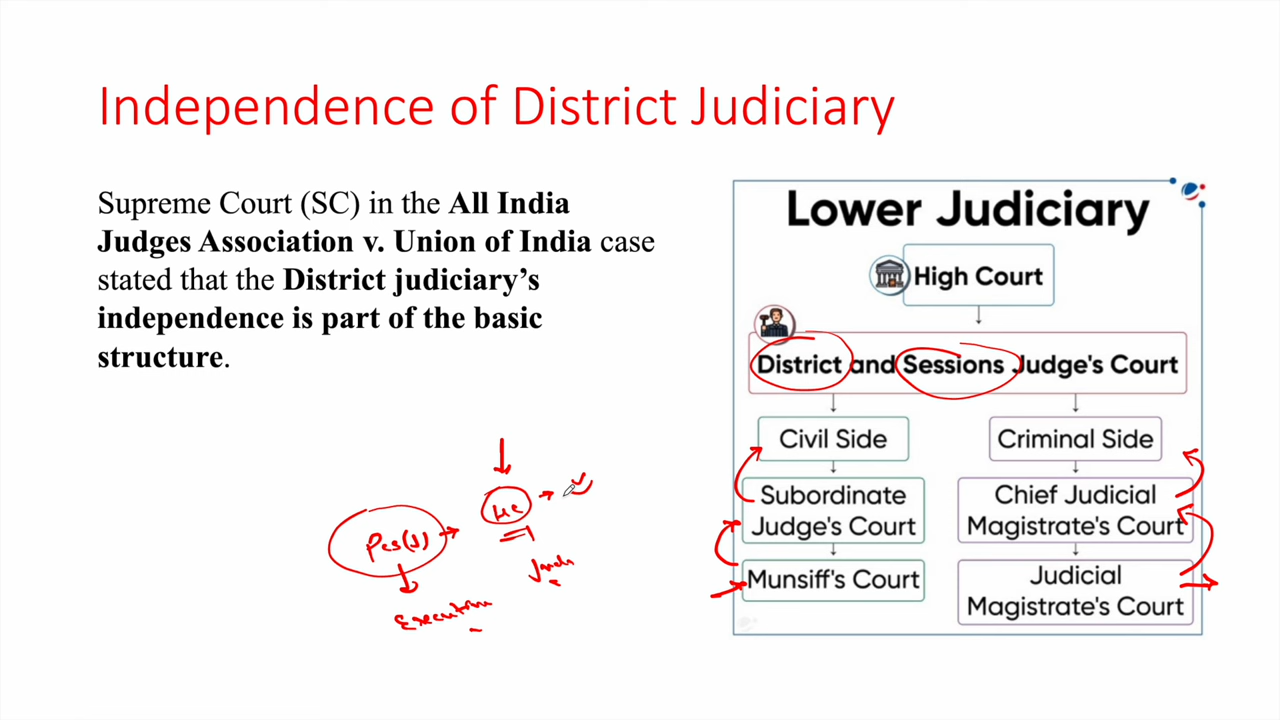 Independence of District Judiciary
Supreme Court (SC) in the All India
Judges Association v. Union of India case
stated that the District judiciary’s
independence is part of the basic
structure.
Lower Judiciary
High Court
District and Sessions Judge's Court
Civil Side
Criminal Side
Subordinate
Judge's Court
Chief Judicial
Magistrate's Court
Munsiff's Court
Judicial
Magistrate's Court
PCS(J)
HC